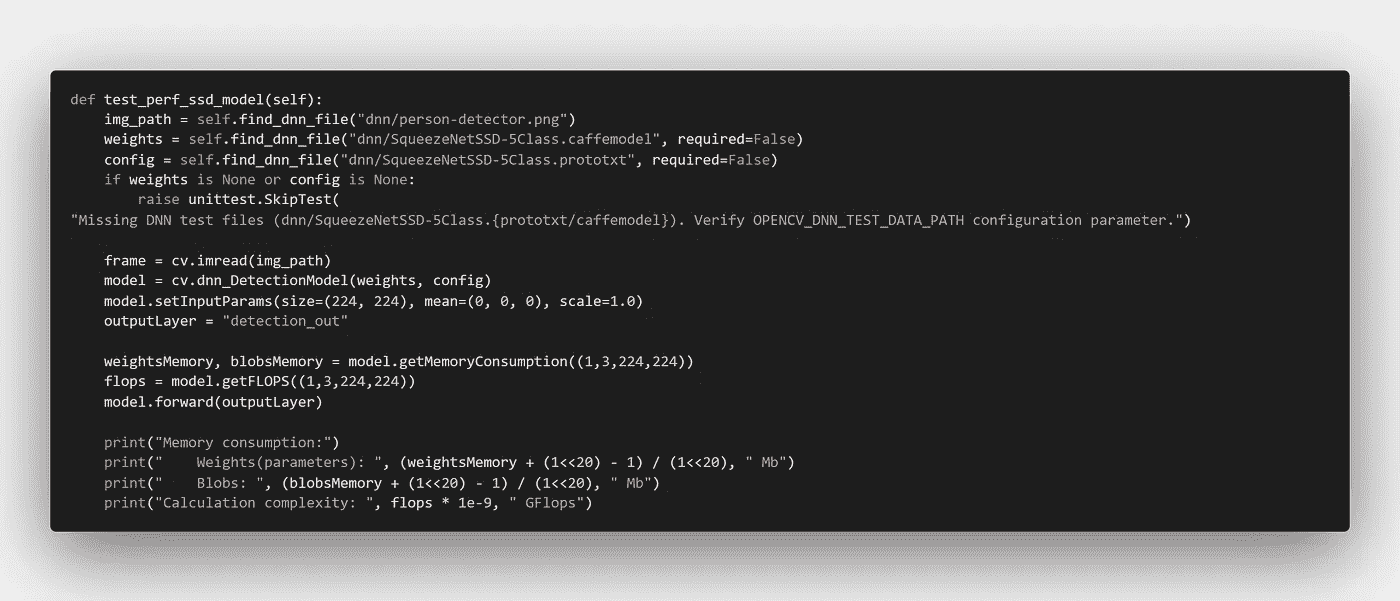 def test_perf_ssd_model(self):
    img_path = self.find_dnn_file("dnn/person-detector.png")
    weights = self.find_dnn_file("dnn/SqueezeNetSSD-5Class.caffemodel", required=False)
    config = self.find_dnn_file("dnn/SqueezeNetSSD-5Class.prototxt", required=False)
    if weights is None or config is None:
        raise unittest.SkipTest(
"Missing DNN test files (dnn/SqueezeNetSSD-5Class.{prototxt/caffemodel}). Verify OPENCV_DNN_TEST_DATA_PATH configuration parameter.")
    frame = cv.imread(img_path)
    model = cv.dnn_DetectionModel(weights, config)
    model.setInputParams(size=(224, 224), mean=(0, 0, 0), scale=1.0)
    outputLayer = "detection_out"
    weightsMemory, blobsMemory = model.getMemoryConsumption((1,3,224,224))
    flops = model.getFLOPS((1,3,224,224))
    model.forward(outputLayer)
    print("Memory consumption:")
    print("    Weights(parameters): ", (weightsMemory + (1<<20) - 1) / (1<<20), " Mb")
    print("    Blobs: ", (blobsMemory + (1<<20) - 1) / (1<<20), " Mb")
    print("Calculation complexity: ", flops * 1e-9, " GFlops")